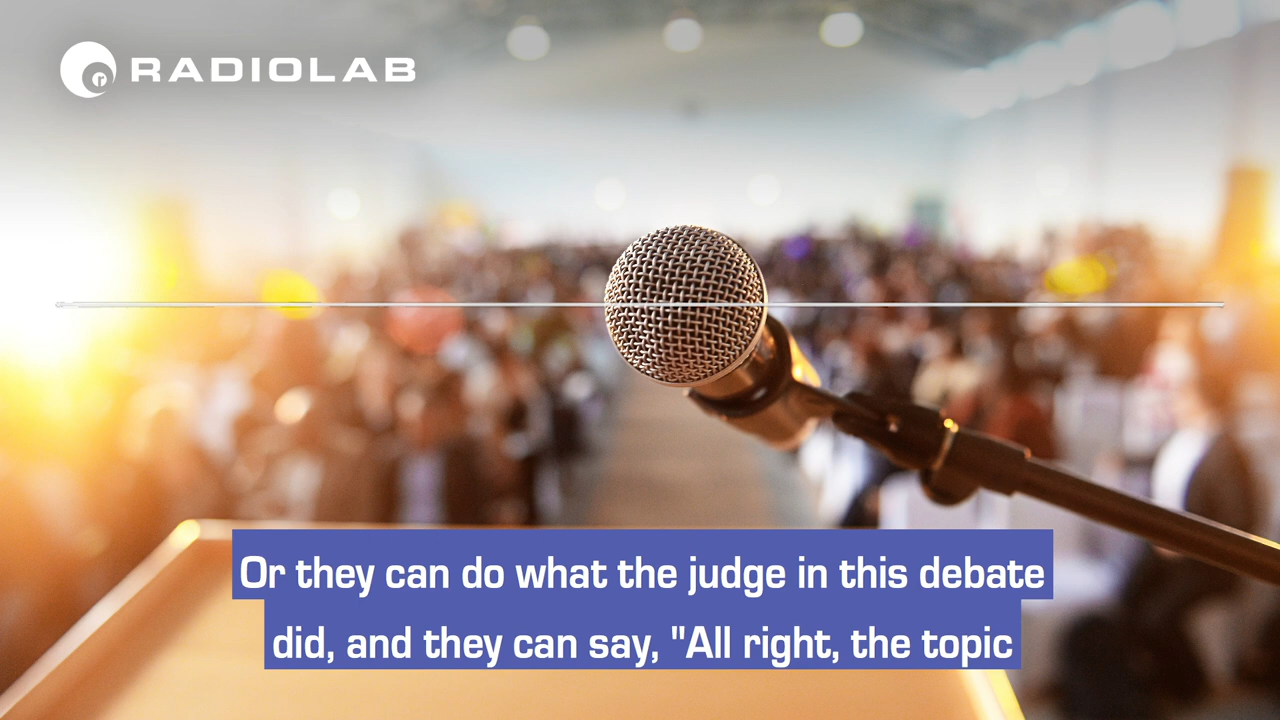 RADIOLAB
Or they can do what the judge in this debate
did, and they can say, "All right, the topic